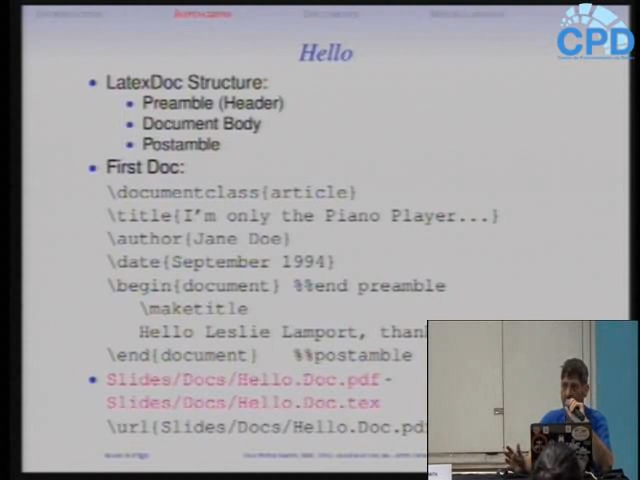 CPD
Hello
• LatexDoc Structure:
• Preamble (Header)
• Document Body
• Postamble
• First Doc:
\documentclass{article}
\title{I'm only the Piano Player...}
\author{Jane Doe}
\date{September 1994}
\begin{document} %%end preamble
\maketitle
Hello Leslie Lamport, than
\end{document} %%postamble
• Slides/Docs/Hello.Doc.pdf-
Slides/Docs/Hello.Doc.tex
\url{Slides/Docs/Hello.Doc.pd